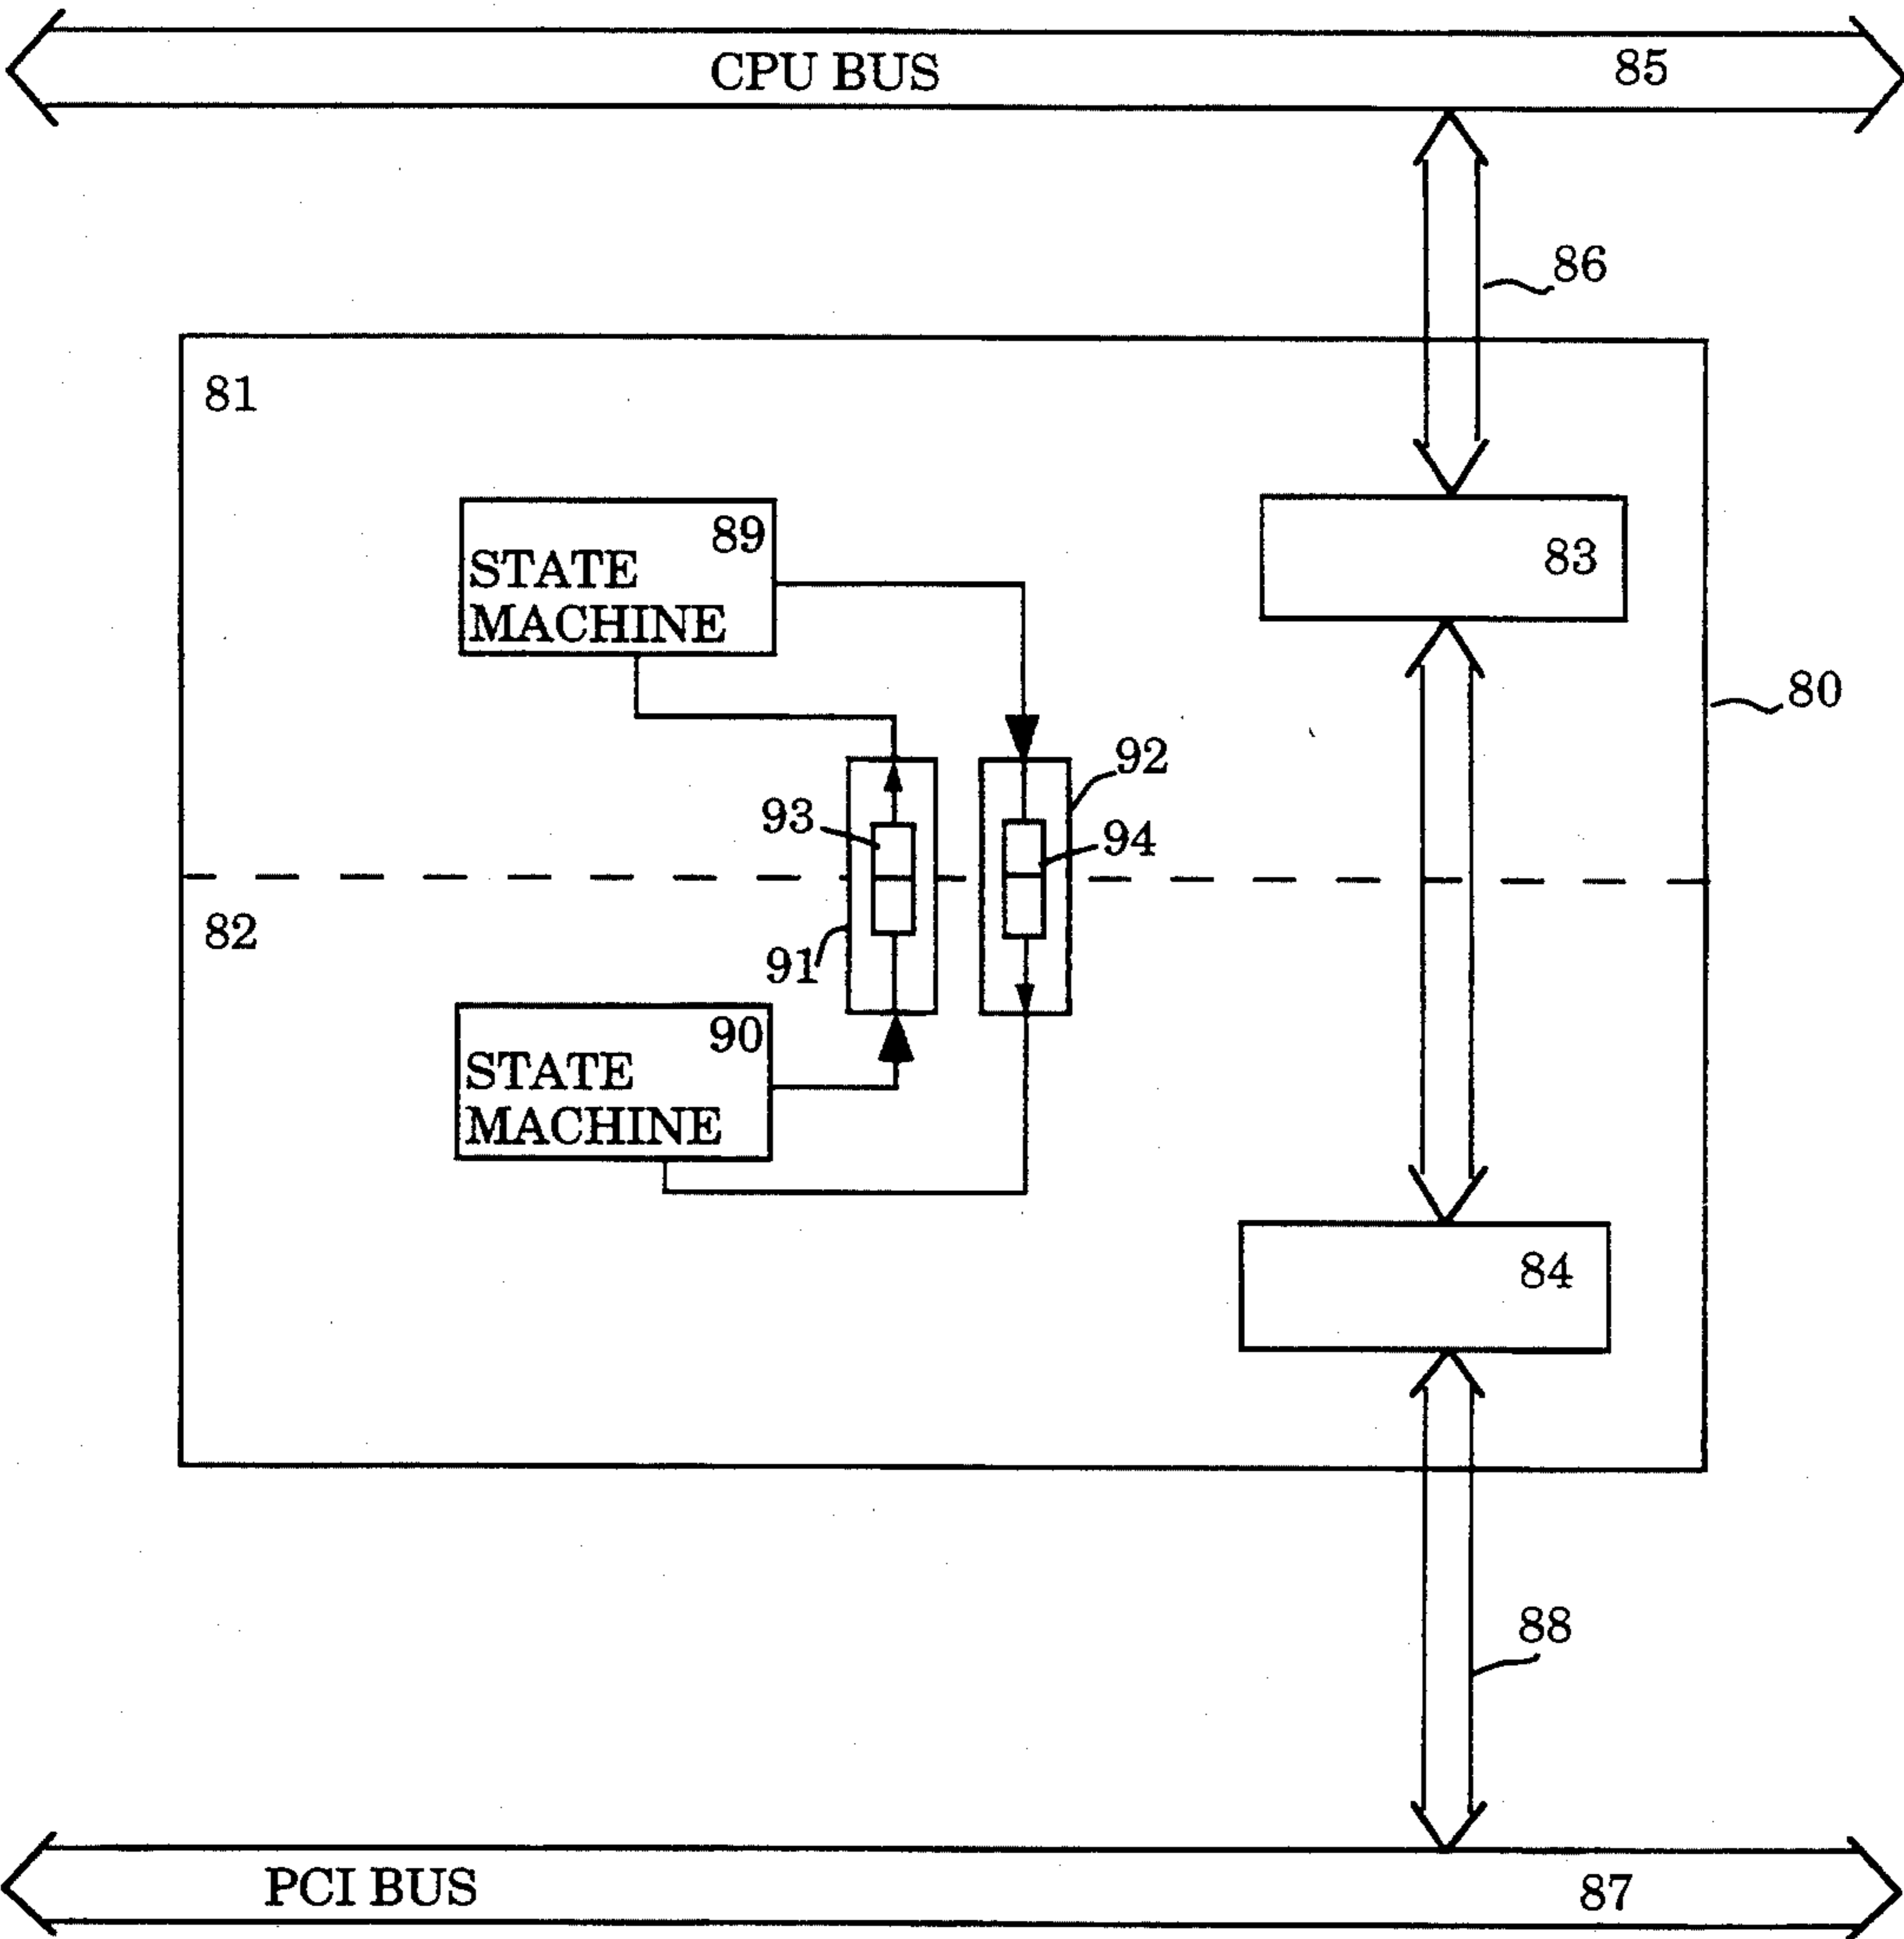 CPU BUS 85
86
81
89
STATE
MACHINE
83
80
92
93
94
82
91
90
STATE
MACHINE
84
88
PCI BUS 87